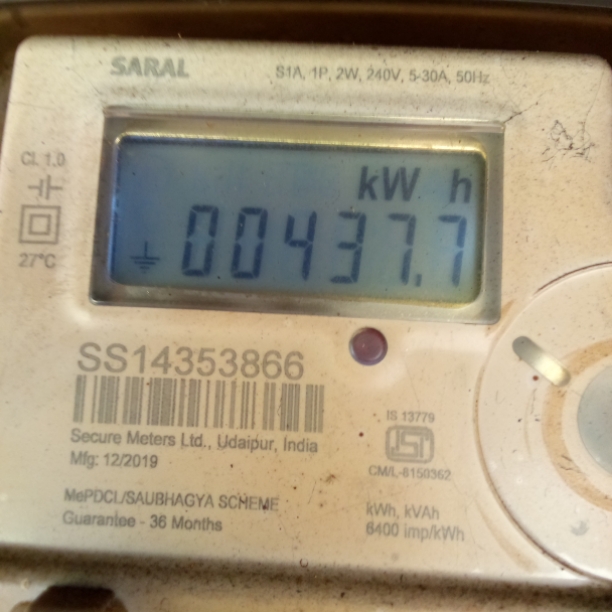 SARAL
S1A, 1P, 2W, 240V, 5-30A, 50Hz
CL 1.0
27°C
kW h
00437.7
SS14353866
Secure Meters Ltd., Udaipur, India
Mfg: 12/2019
MePDCL/SAUBHAGYA SCHEME
Guarantee - 36 Months
IS 13779
ISI
CM/L-8150362
kWh, kVAh
6400 imp/kWh